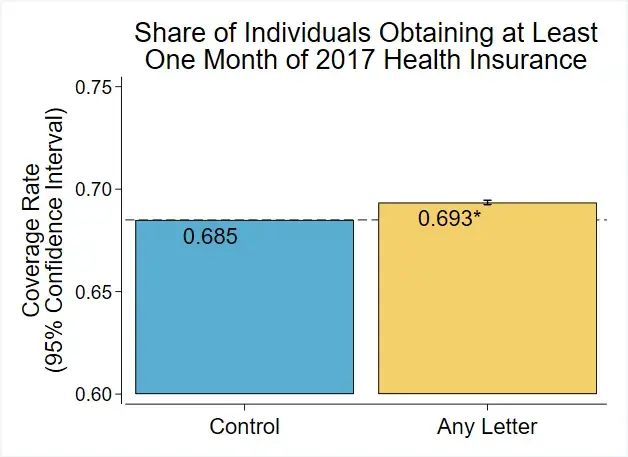 Share of Individuals Obtaining at Least
One Month of 2017 Health Insurance
Coverage Rate
(95% Confidence Interval)
0.75
0.70
0.65
0.60
0.685
0.693*
Control
Any Letter